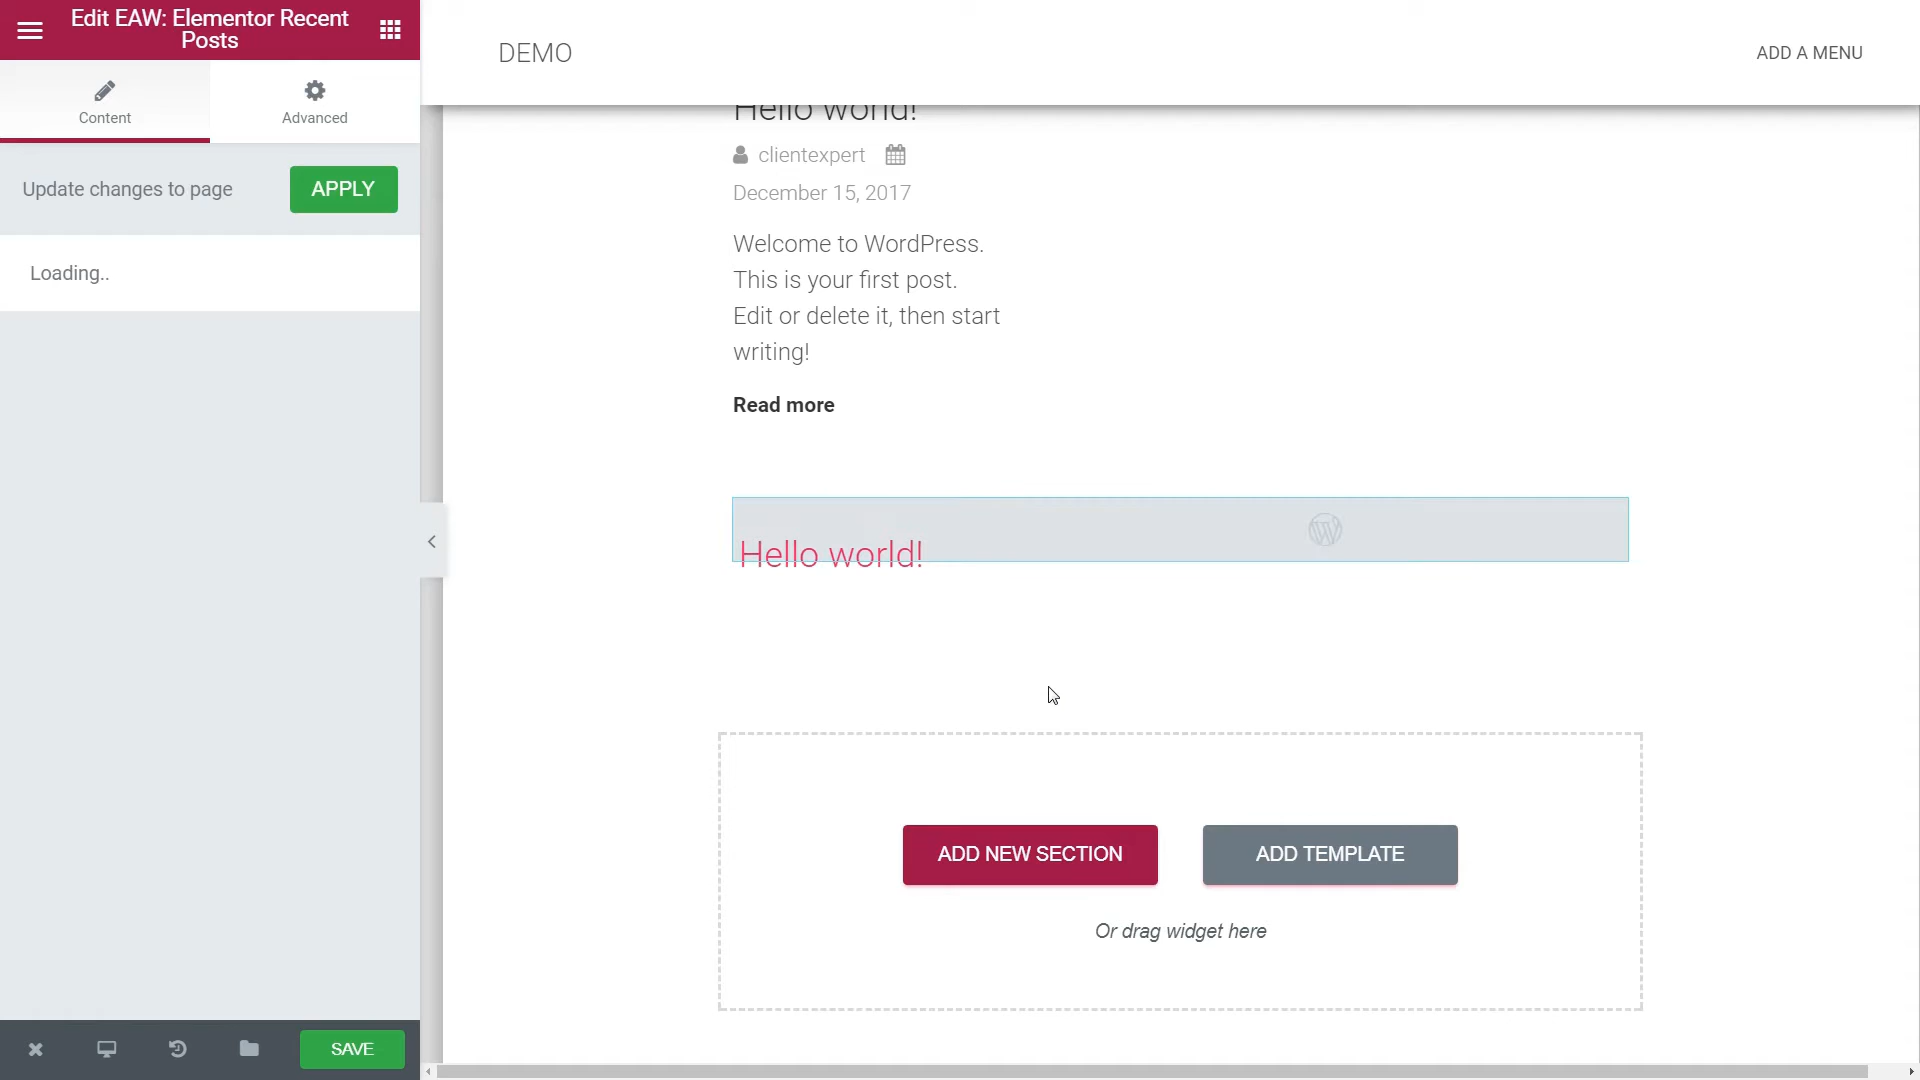 Edit EAW: Elementor Recent
Posts
Content
Advanced
Update changes to page
APPLY
Loading..
SAVE
DEMO
ADD A MENU
Hello world!
clientexpert
December 15, 2017
Welcome to WordPress.
This is your first post.
Edit or delete it, then start
writing!
Read more
Hello world!
ADD NEW SECTION
ADD TEMPLATE
Or drag widget here